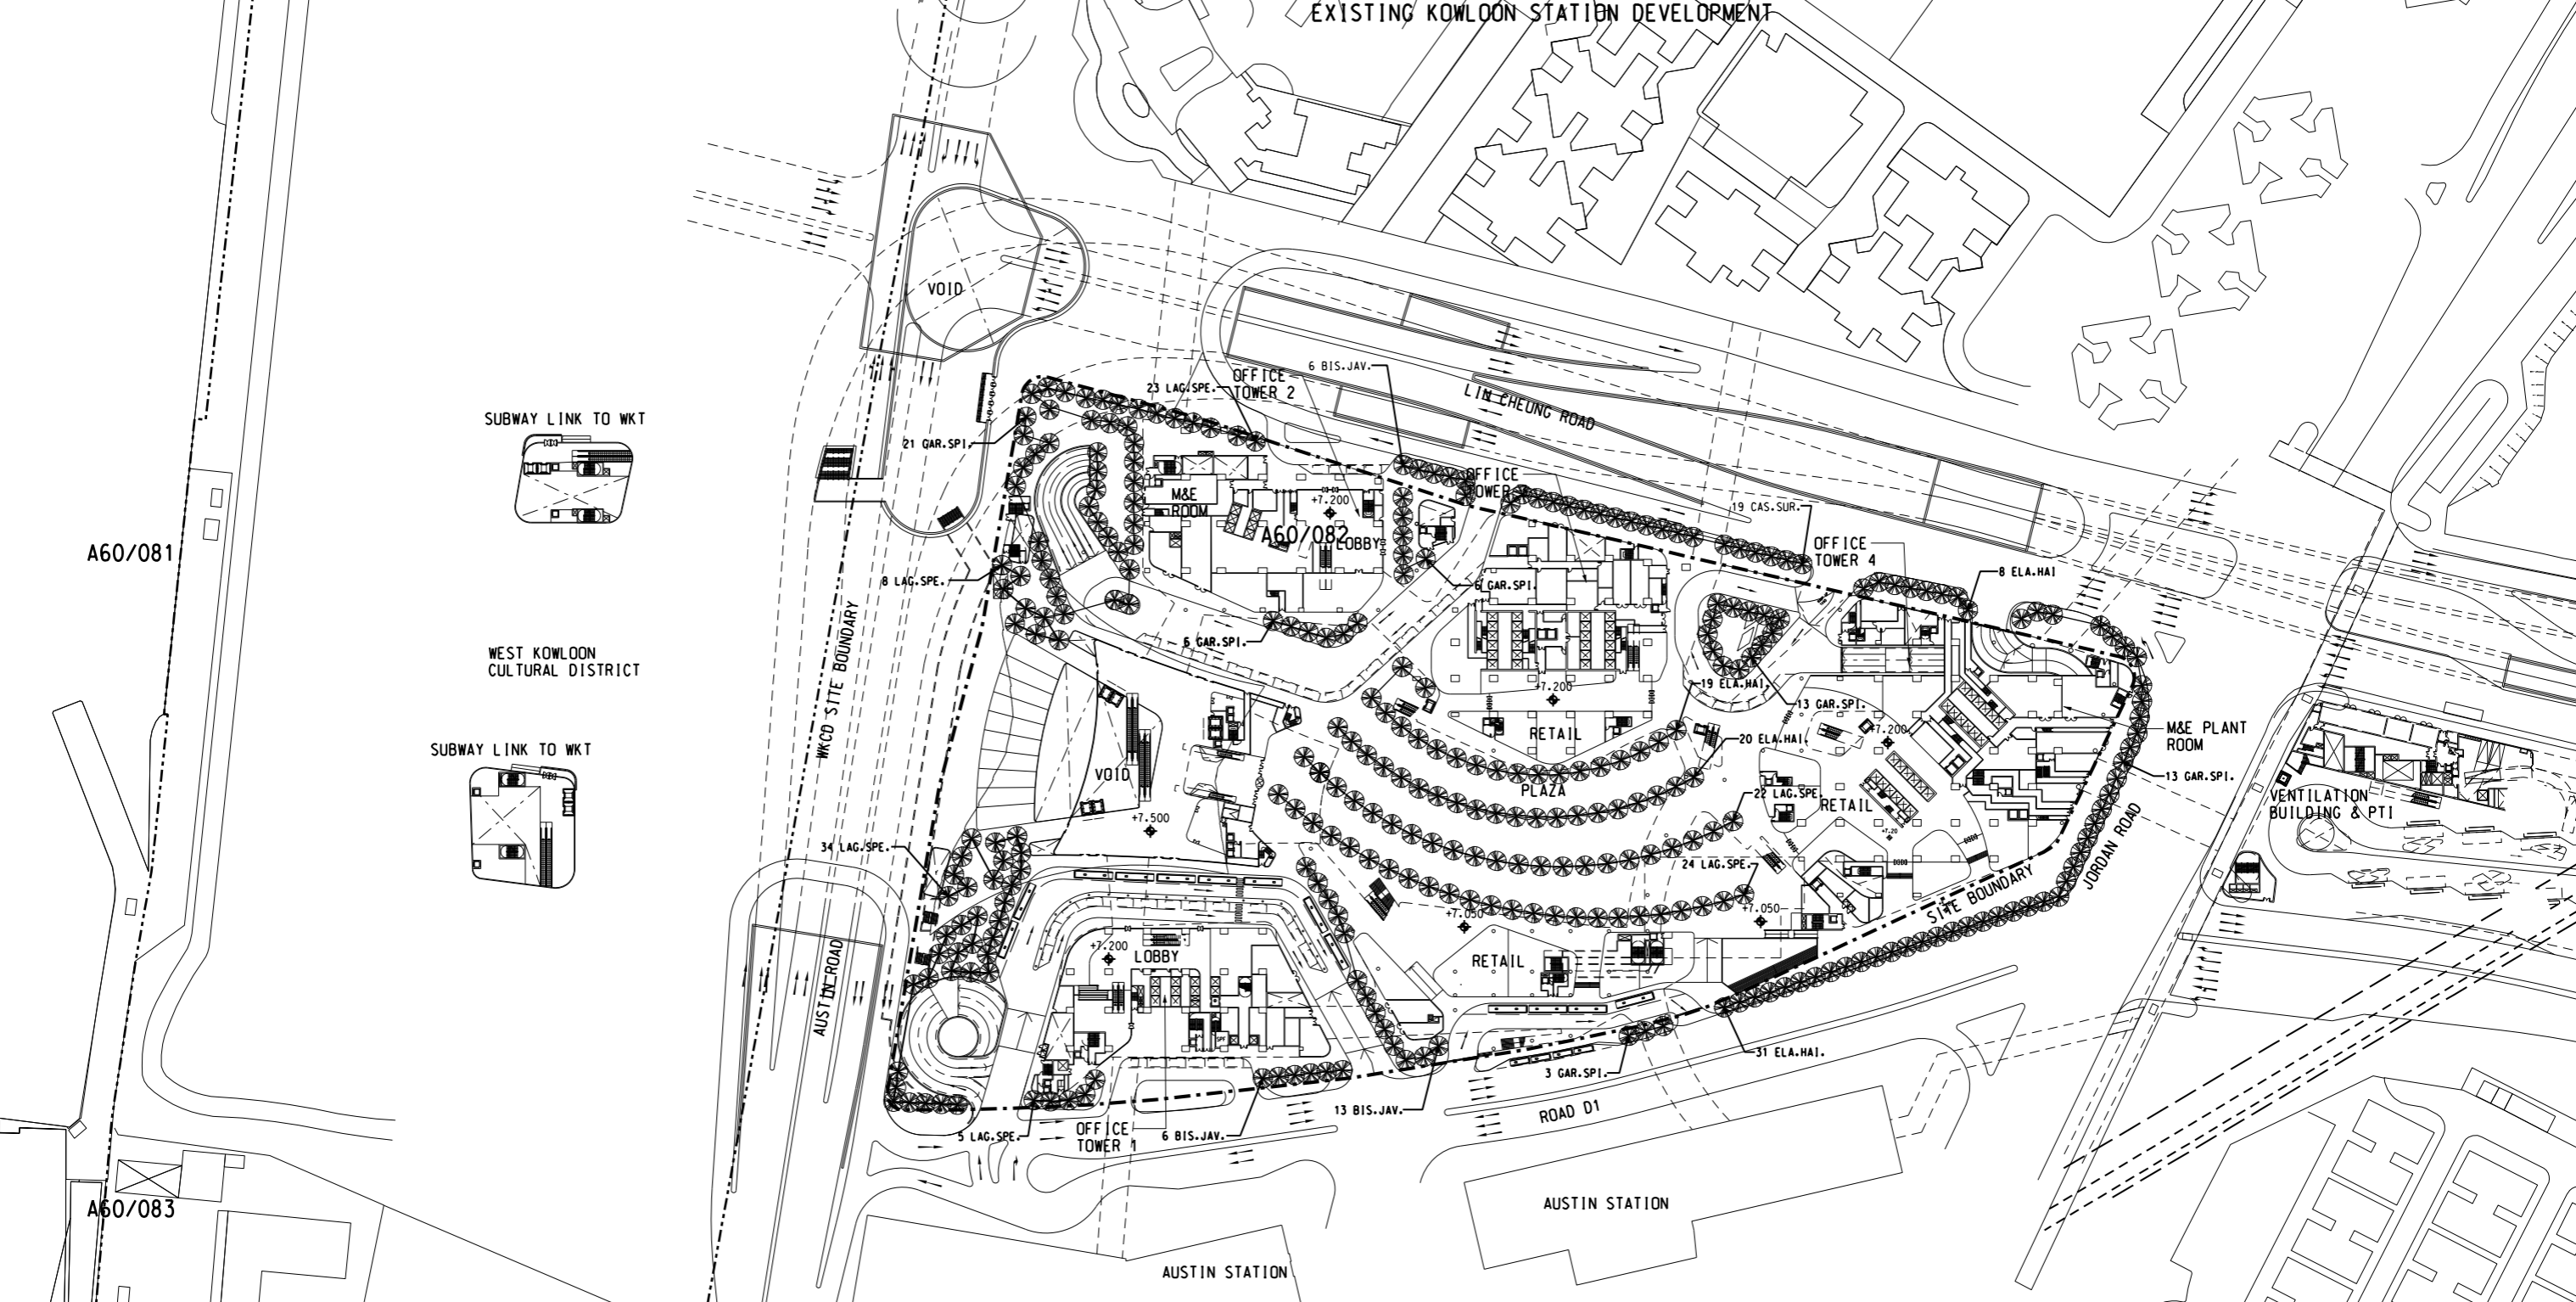 EXISTING KOWLOON STATION DEVELOPMENT
VOID
6 BIS.JAV.
OFFICE
TOWER 2
23 LAG.SPE.
LIN CHEUNG ROAD
SUBWAY LINK TO WKT
21 GAR.SPI.
OFFICE
TOWER
M&E
ROOM
+7.200
19 CAS.SUR.
A60/082
LOBBY
OFFICE
TOWER 4
A60/081
8 LAG.SPE.
6 GAR.SPI.
8 ELA.HAI
WKCD SITE BOUNDARY
6 GAR.SPI.
WEST KOWLOON
CULTURAL DISTRICT
+7.200
19 ELA.HAI.
13 GAR.SPI.
RETAIL
20 ELA.HAI.
+7.200
M&E PLANT
ROOM
SUBWAY LINK TO WKT
VOID
PLAZA
22 LAG.SPE.
RETAIL
13 GAR.SPI.
VENTILATION
BUILDING & PTI
+7.500
+7.20
34 LAG.SPE.
24 LAG.SPE.
JORDAN ROAD
SITE BOUNDARY
+7.050
+7.050
+7.200
LOBBY
RETAIL
AUSTIN ROAD
SPF
31 ELA.HAI.
3 GAR.SPI.
13 BIS.JAV.
ROAD D1
5 LAG.SPE.
OFFICE
TOWER 1
6 BIS.JAV.
A60/083
AUSTIN STATION
AUSTIN STATION